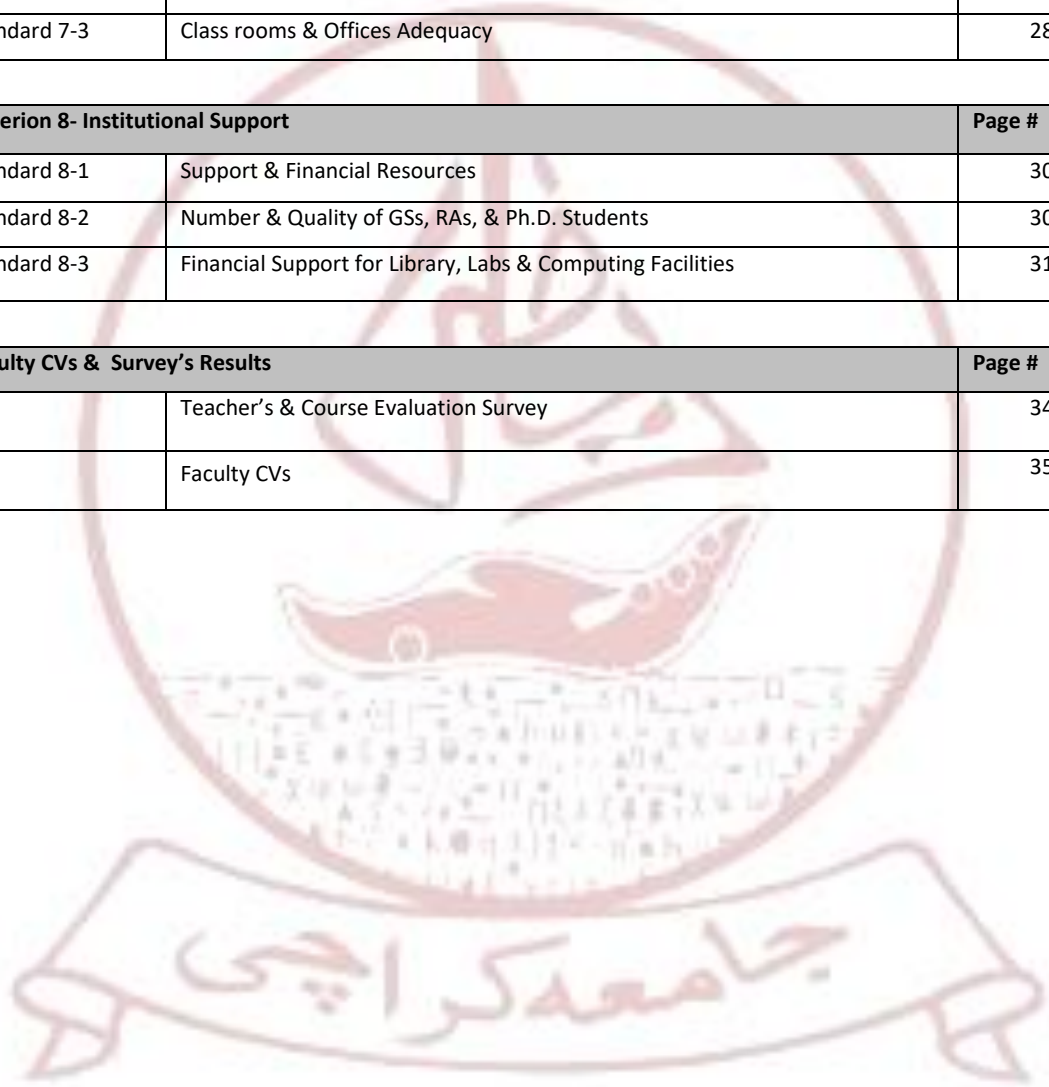 ndard 7-3 Class rooms & Offices Adequacy 28
erion 8- Institutional Support Page #
ndard 8-1 Support & Financial Resources 30
ndard 8-2 Number & Quality of GSs, RAs, & Ph.D. Students 30
ndard 8-3 Financial Support for Library, Labs & Computing Facilities 31
ulty CVs & Survey’s Results Page #
Teacher’s & Course Evaluation Survey 34
Faculty CVs 35
جامعہ کراچی